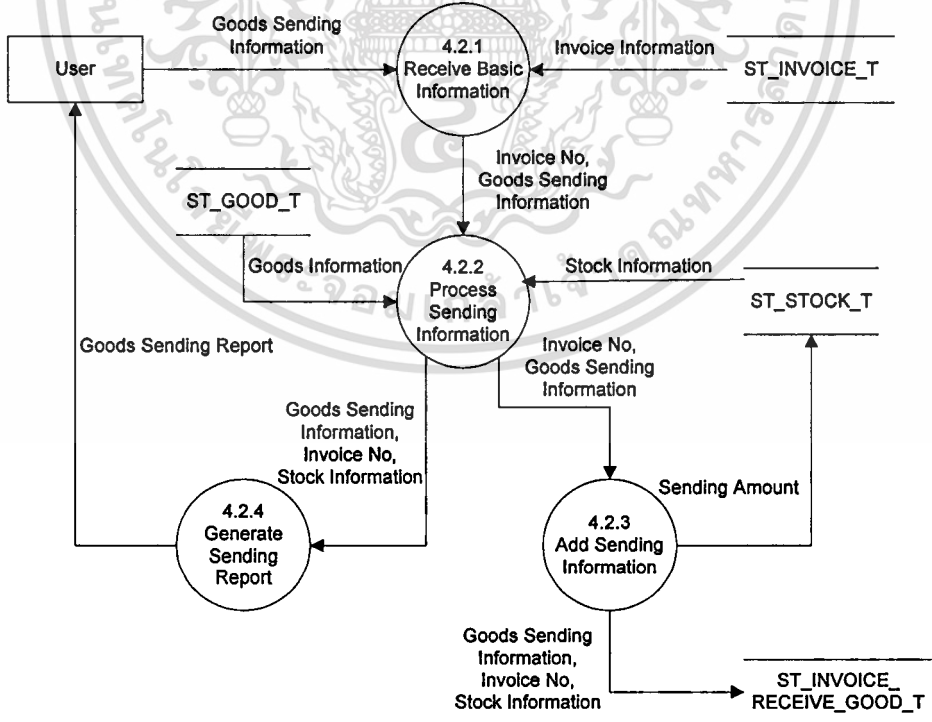 Goods Sending
Information
User
4.2.1
Receive Basic
Information
Invoice Information
ST_INVOICE_T
Invoice No,
Goods Sending
Information
ST_GOOD_T
Goods Information
4.2.2
Process
Sending
Information
Stock Information
ST_STOCK_T
Goods Sending Report
Invoice No,
Goods Sending
Information
Goods Sending
Information,
Invoice No,
Stock Information
Sending Amount
4.2.4
Generate
Sending
Report
4.2.3
Add Sending
Information
Goods Sending
Information,
Invoice No,
Stock Information
ST_INVOICE_
RECEIVE_GOOD_T